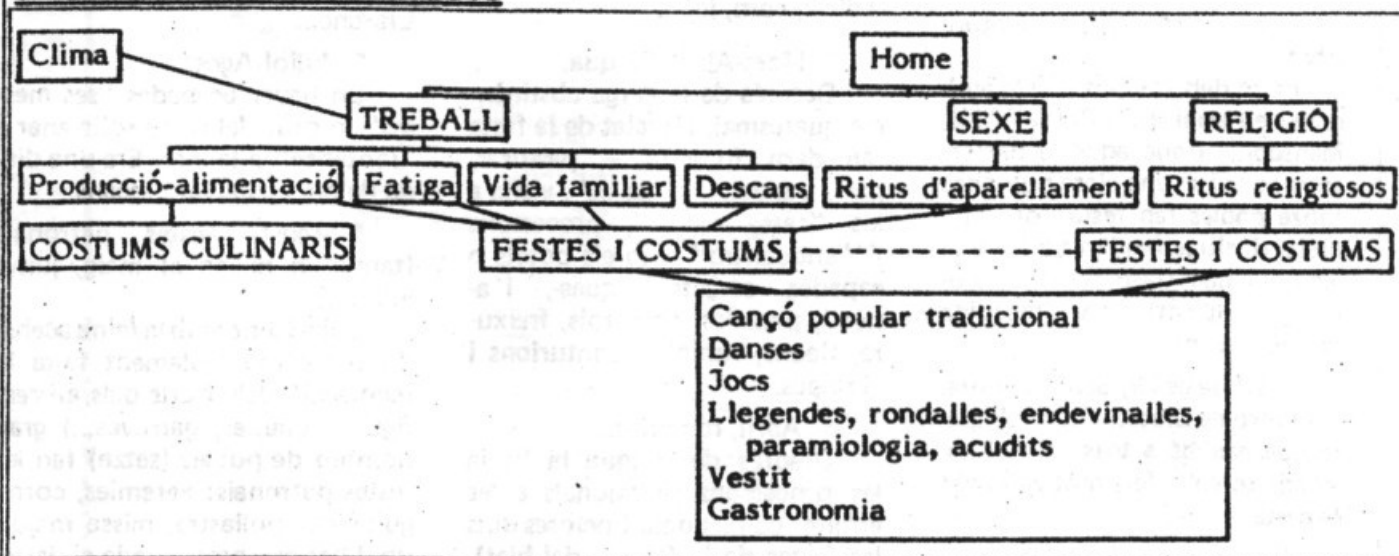 Clima
Home
TREBALL
SEXE
RELIGIÓ
Producció-alimentació
Fatiga
Vida familiar
Descans
Ritus d'aparellament
Ritus religiosos
COSTUMS CULINARIS
FESTES I COSTUMS
FESTES I COSTUMS
Cançó popular tradicional
Danses
Jocs
Llegendes, rondalles, endevinalles,
paramiologia, acudits
Vestit
Gastronomia